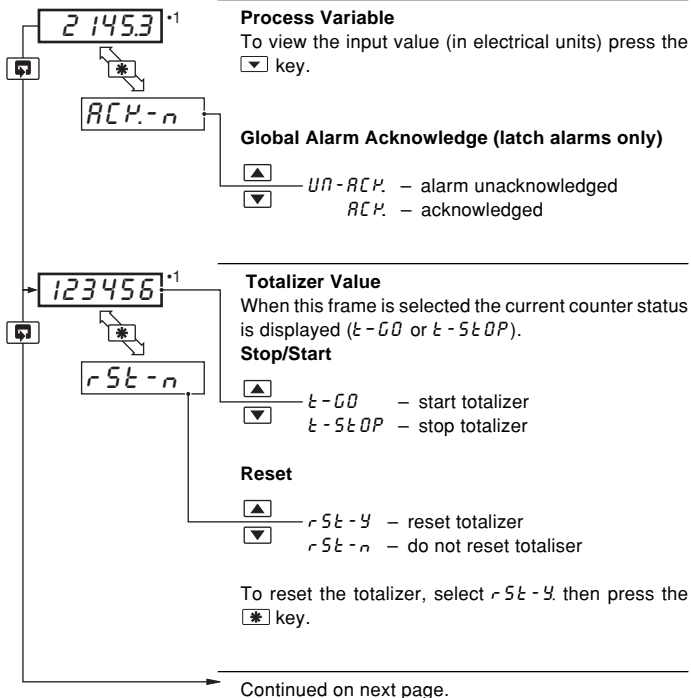 2145.3 •1
Process Variable
To view the input value (in electrical units) press the
▼ key.
ACK.-n
Global Alarm Acknowledge (latch alarms only)
UN-ACK. – alarm unacknowledged
ACK. – acknowledged
123456 •1
Totalizer Value
When this frame is selected the current counter status
is displayed (t-GO or t-StOP).
Stop/Start
t-GO – start totalizer
t-StOP – stop totalizer
rSt-n
Reset
rSt-Y – reset totalizer
rSt-n – do not reset totaliser
To reset the totalizer, select rSt-Y. then press the
✱ key.
Continued on next page.